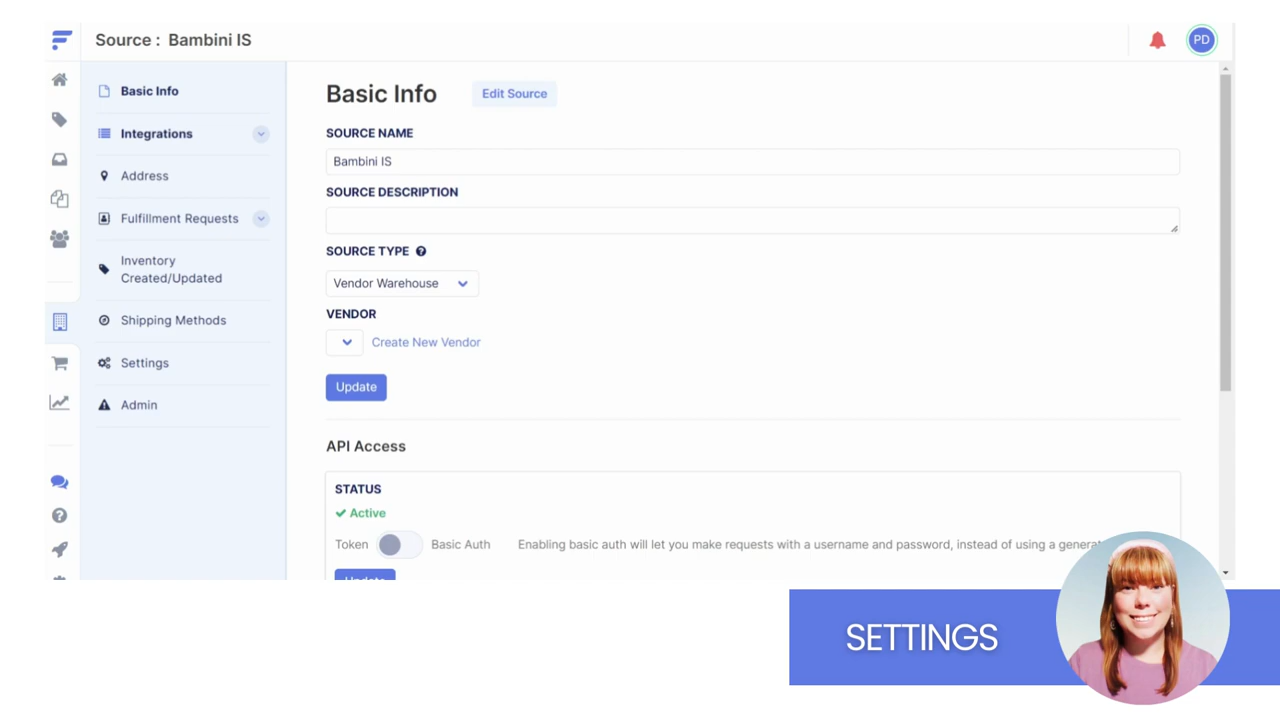 Source : Bambini IS
PD
Basic Info
Integrations
Address
Fulfillment Requests
Inventory
Created/Updated
Shipping Methods
Settings
Admin
Basic Info
Edit Source
SOURCE NAME
Bambini IS
SOURCE DESCRIPTION
SOURCE TYPE
Vendor Warehouse
VENDOR
Create New Vendor
Update
API Access
STATUS
Active
Token
Basic Auth
Enabling basic auth will let you make requests with a username and password, instead of using a
Update
SETTINGS